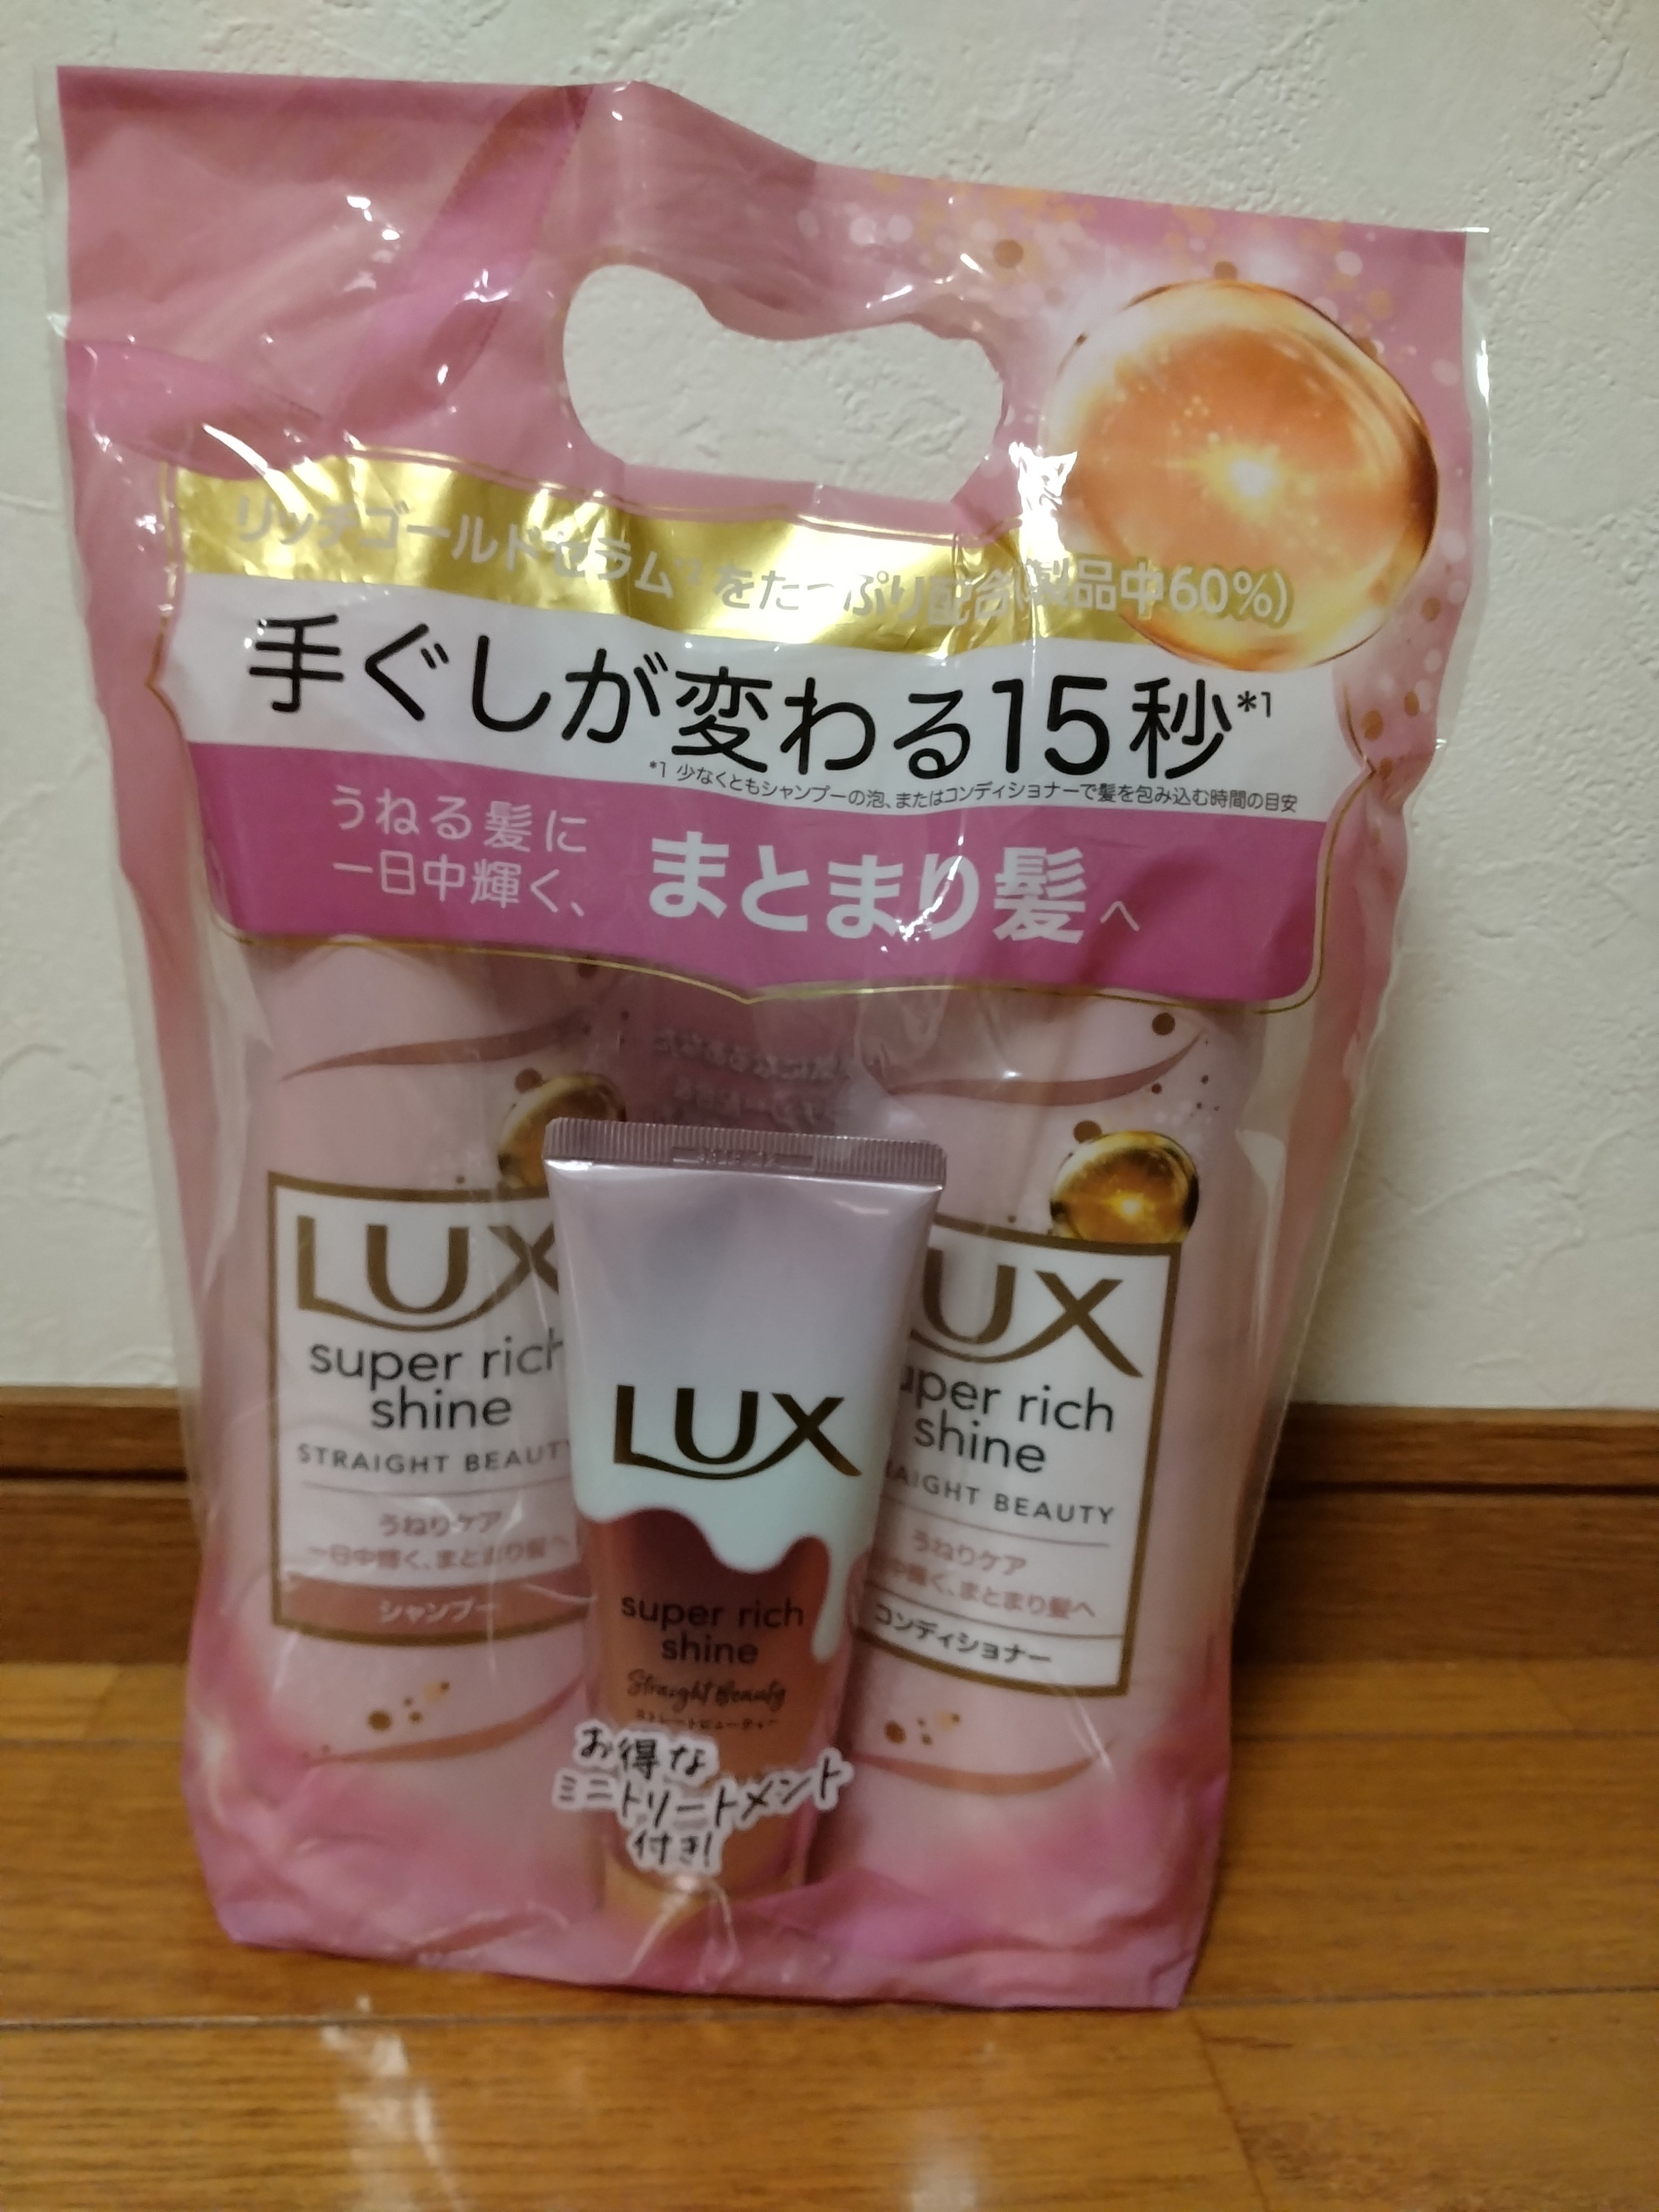 リッチゴールドセラム*2をたっぷり配合(製品中60%)
手ぐしが変わる15秒*1
*1 少なくともシャンプーの泡、またはコンディショナーで髪を包み込む時間の目安
うねる髪に
一日中輝く、
まとまり髪へ
LUX
super rich
shine
STRAIGHT BEAUTY
うねりケア
一日中輝く、まとまり髪へ
シャンプー
LUX
super rich
shine
Straight Beauty
ストレートビューティー
お得な
ミニトリートメント
付き!
UX
uper rich
shine
AIGHT BEAUTY
うねりケア
中輝く、まとまり髪へ
コンディショナー